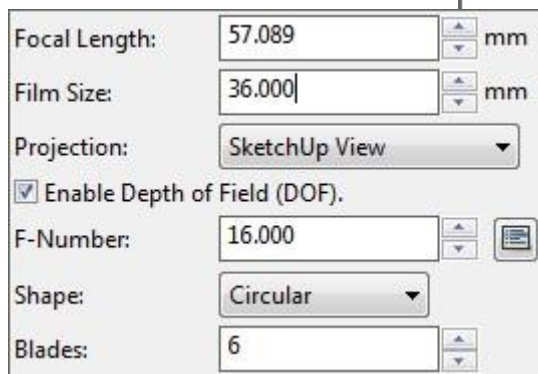 Focal Length: 57.089 mm
Film Size: 36.000 mm
Projection: SketchUp View
Enable Depth of Field (DOF).
F-Number: 16.000
Shape: Circular
Blades: 6